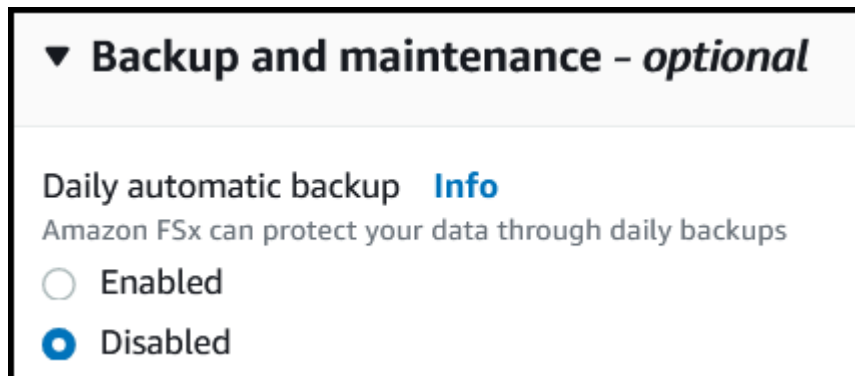 ▼ Backup and maintenance - optional
Daily automatic backup Info
Amazon FSx can protect your data through daily backups
Enabled
Disabled